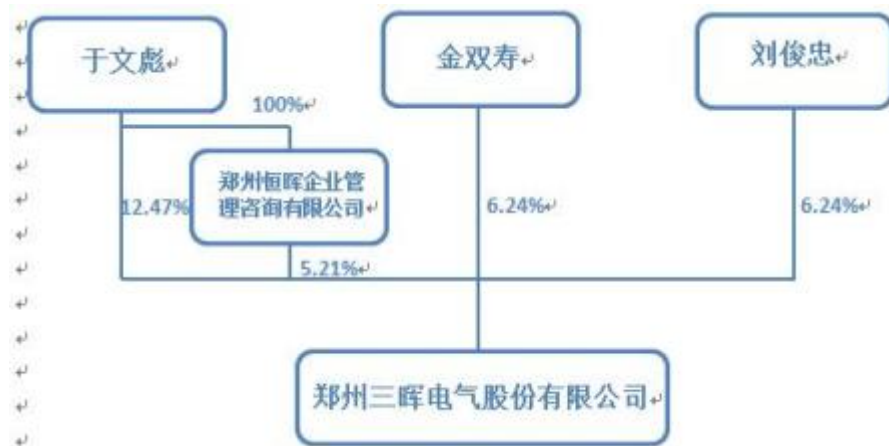 于文彪
金双寿
刘俊忠
100%
郑州恒晖企业管
理咨询有限公司
12.47%
6.24%
6.24%
5.21%
郑州三晖电气股份有限公司